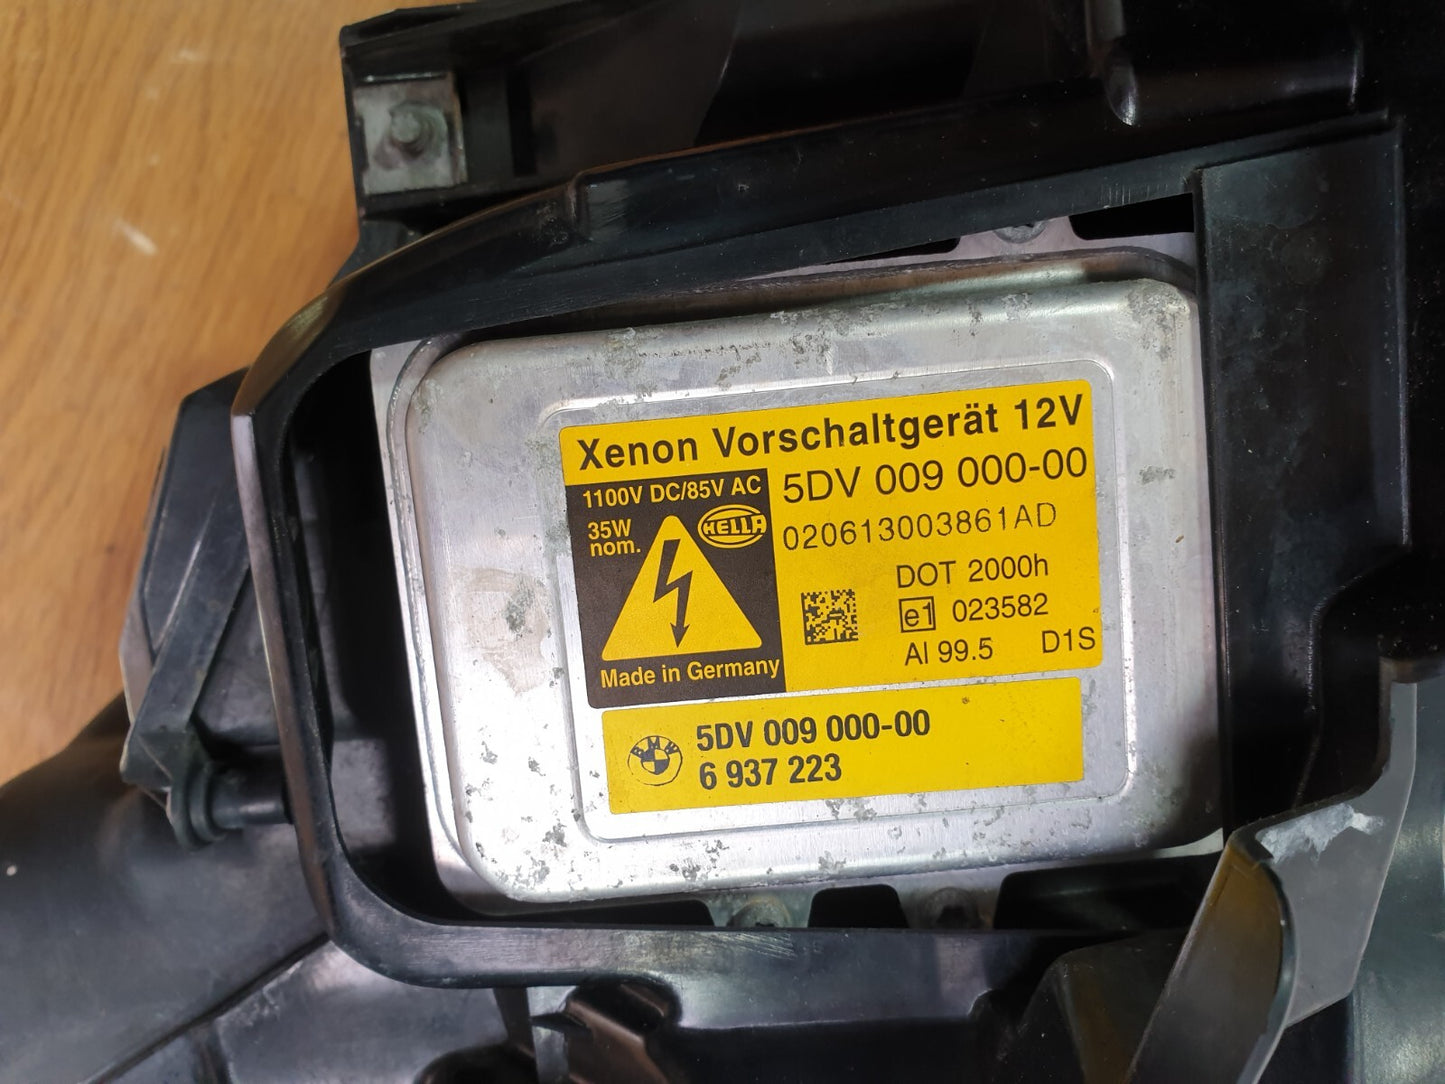 Xenon Vorschaltgerät 12V
1100V DC/85V AC
35W
nom.
HELLA
Made in Germany
5DV 009 000-00
020613003861AD
DOT 2000h
e1 023582
Al 99.5 D1S
BMW
5DV 009 000-00
6 937 223